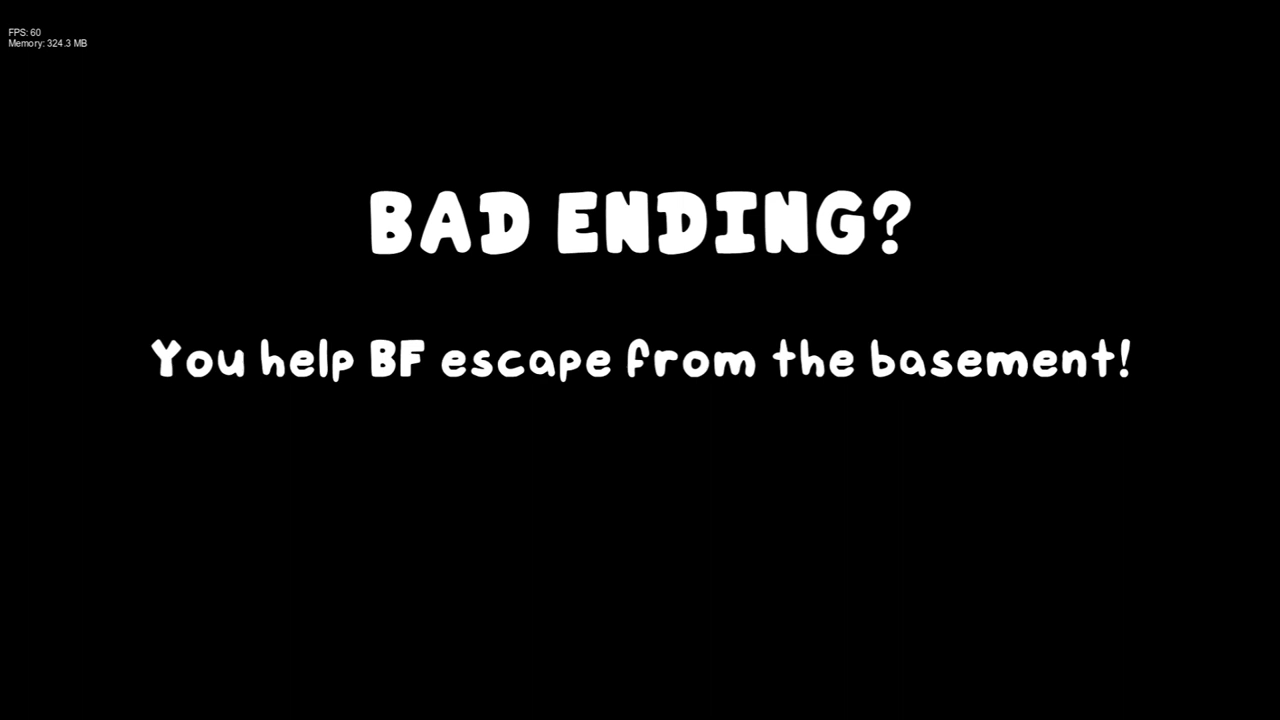 FPS: 60
Memory: 324.3 MB
BAD ENDING?
You help BF escape from the basement!